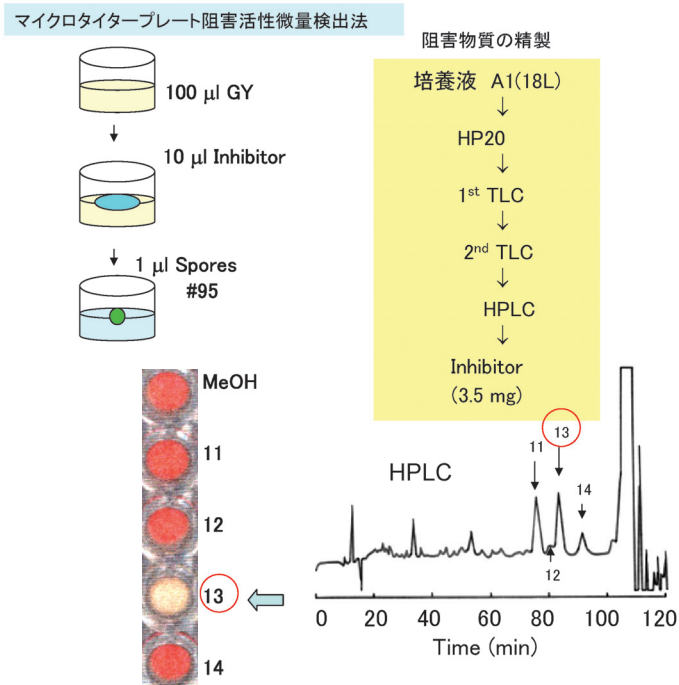 マイクロタイタープレート阻害活性微量検出法
100 μl GY
10 μl Inhibitor
1 μl Spores
#95
阻害物質の精製
培養液 A1(18L)
HP20
1st TLC
2nd TLC
HPLC
Inhibitor
(3.5 mg)
MeOH
11
12
13
14
HPLC
11
13
14
12
0 20 40 60 80 100 120
Time (min)